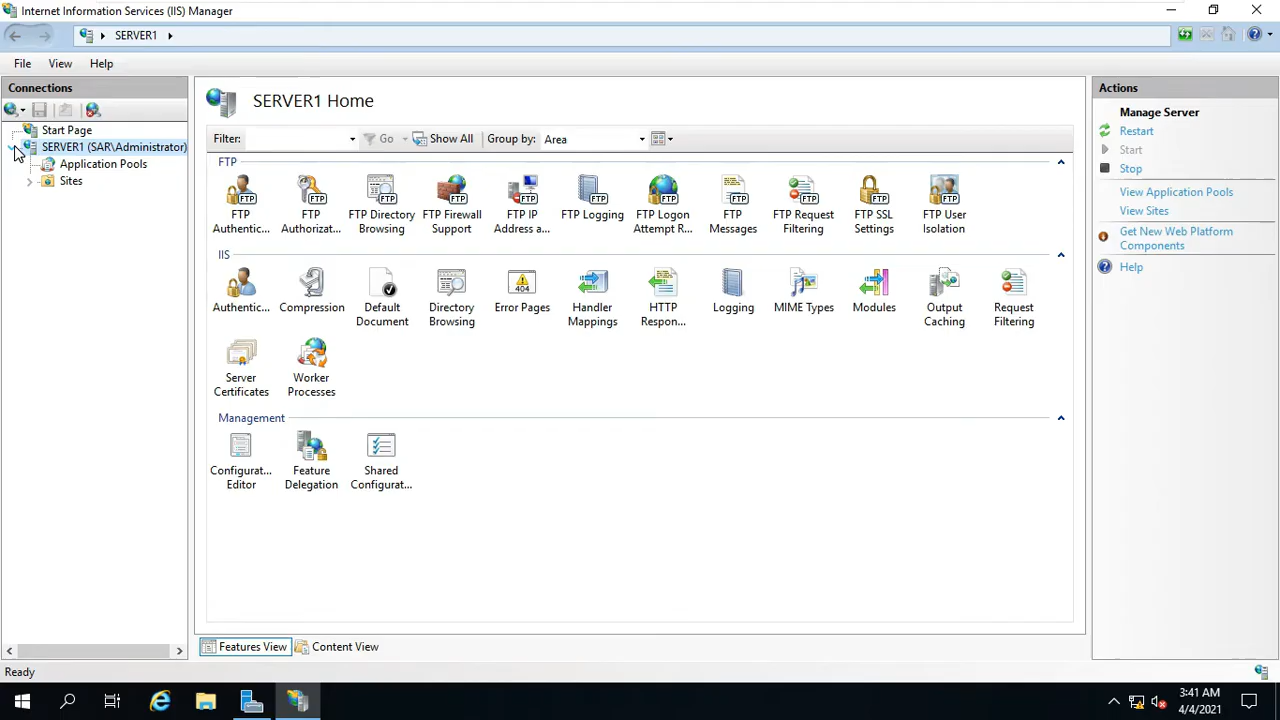 Internet Information Services (IIS) Manager
SERVER1
File View Help
Connections
Start Page
SERVER1 (SAR\Administrator)
Application Pools
Sites
SERVER1 Home
Filter: Go Show All Group by: Area
FTP
FTP Authentic...
FTP Authorizat...
FTP Directory Browsing
FTP Firewall Support
FTP IP Address a...
FTP Logging
FTP Logon Attempt R...
FTP Messages
FTP Request Filtering
FTP SSL Settings
FTP User Isolation
IIS
Authentic...
Compression
Default Document
Directory Browsing
Error Pages
Handler Mappings
HTTP Respon...
Logging
MIME Types
Modules
Output Caching
Request Filtering
Server Certificates
Worker Processes
Management
Configurat... Editor
Feature Delegation
Shared Configurat...
Features View Content View
Actions
Manage Server
Restart
Start
Stop
View Application Pools
View Sites
Get New Web Platform
Components
Help
Ready
3:41 AM
4/4/2021